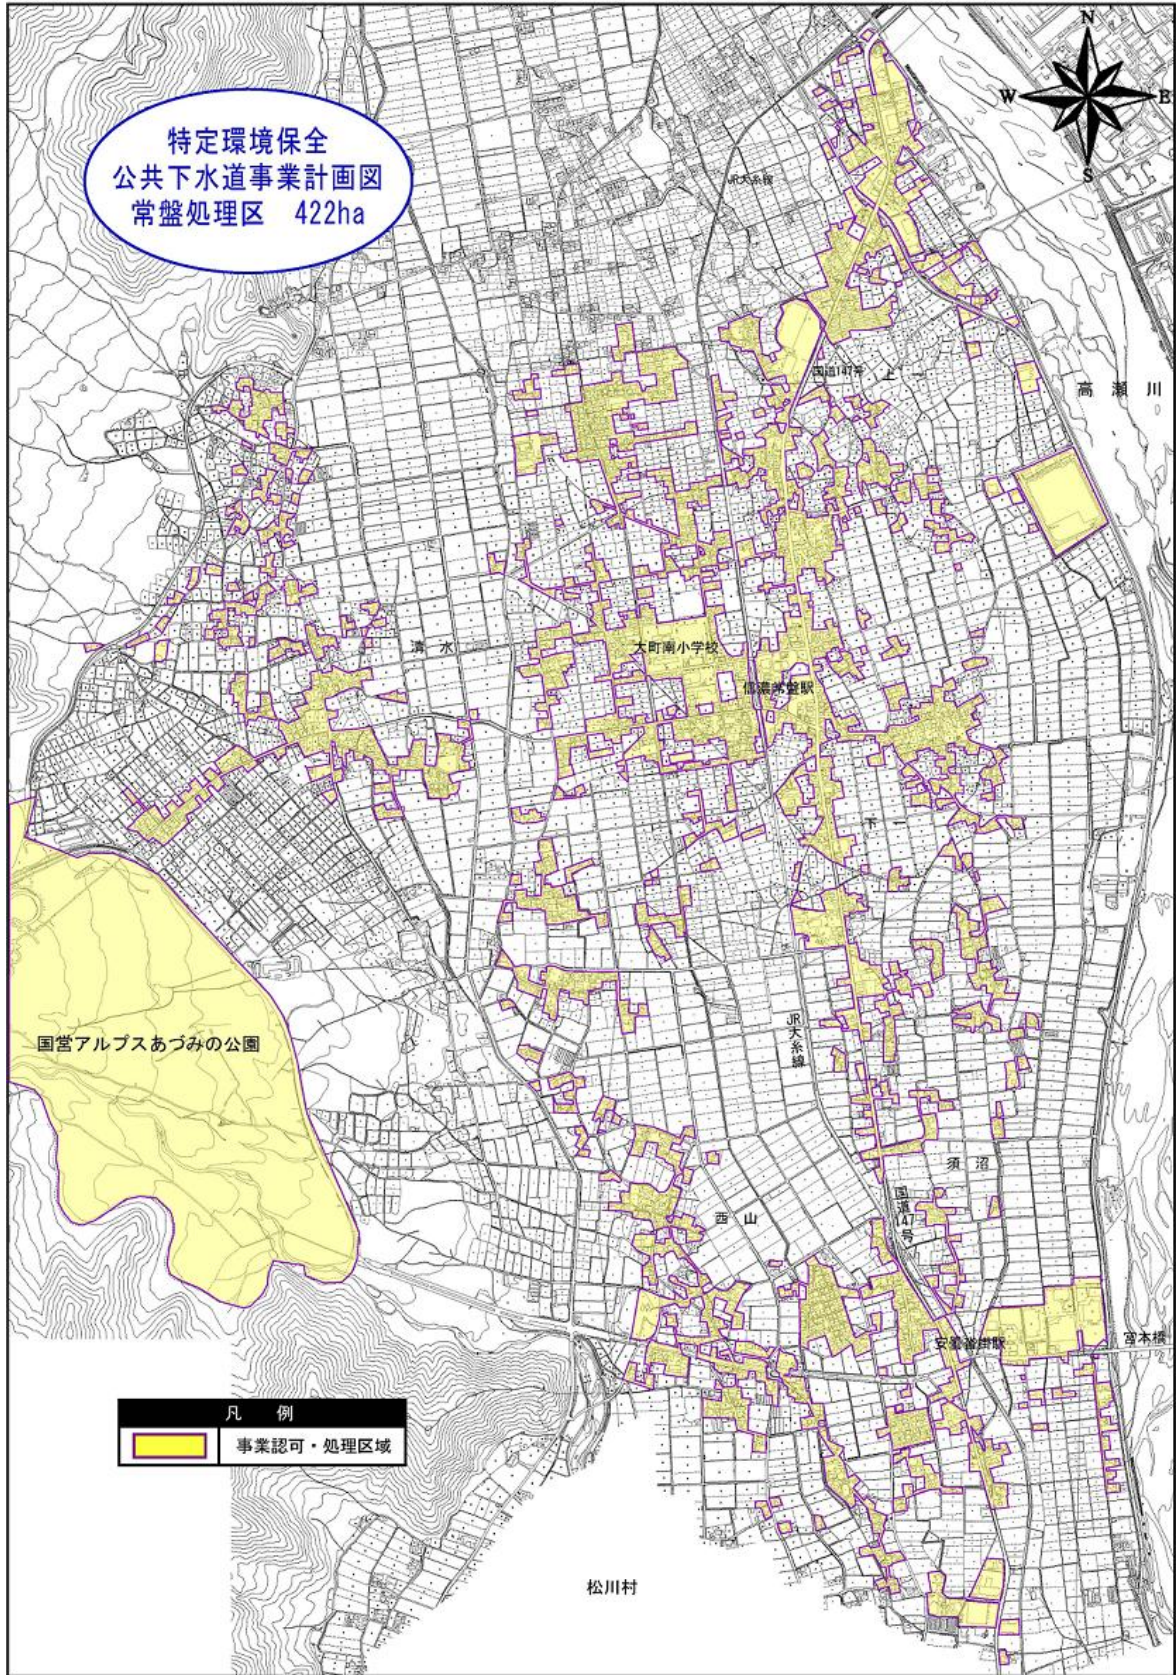 N
W
E
S
特定環境保全
公共下水道事業計画図
常盤処理区 422ha
JR大糸線
国道147号
上一
高瀬川
清水
大町南小学校
信濃常盤駅
下一
国営アルプスあづみの公園
JR大糸線
須沼
国道147号
西山
安曇沓掛駅
宮本橋
凡例
事業認可・処理区域
松川村